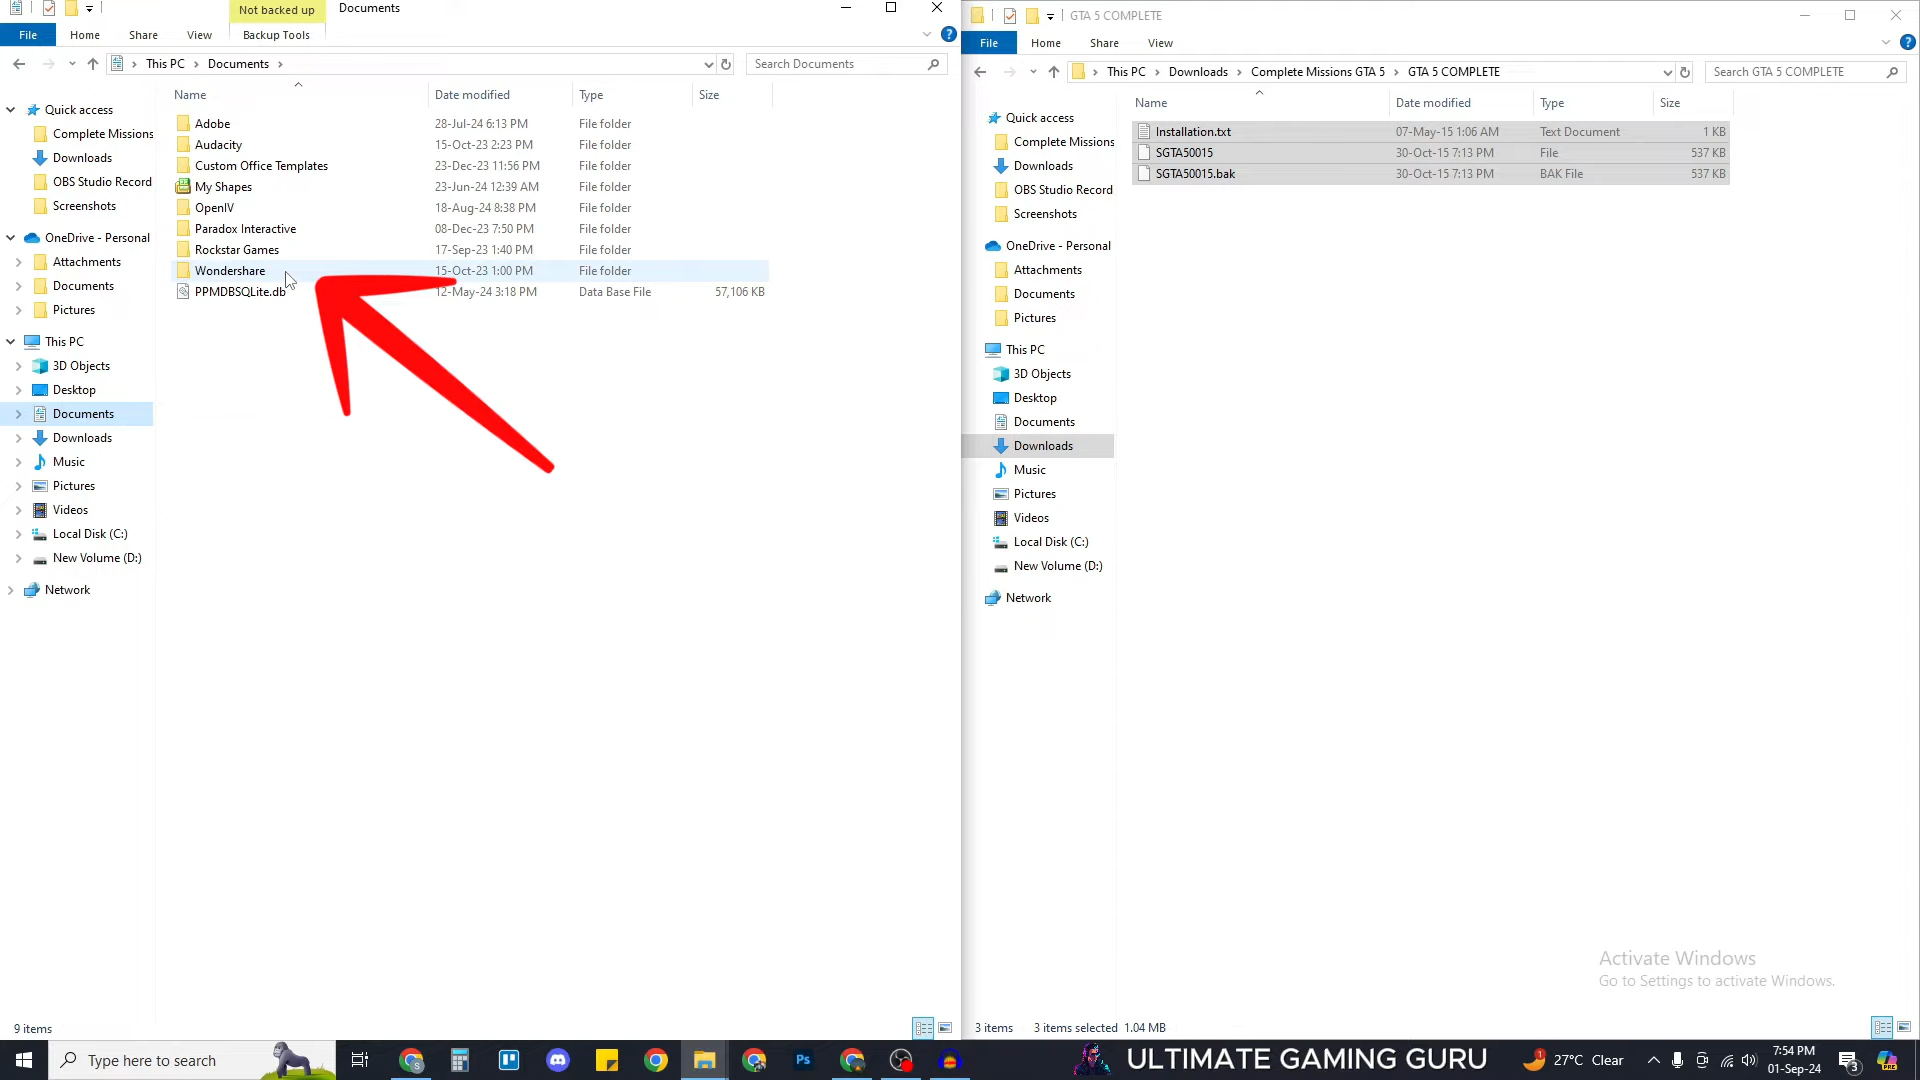 Not backed up
Documents
File
Home
Share
View
Backup Tools
This PC
Documents
Search Documents
Name
Date modified
Type
Size
Quick access
Complete Missions
Downloads
OBS Studio Record
Screenshots
OneDrive - Personal
Attachments
Documents
Pictures
This PC
3D Objects
Desktop
Documents
Downloads
Music
Pictures
Videos
Local Disk (C:)
New Volume (D:)
Network
Adobe 28-Jul-24 6:13 PM File folder
Audacity 15-Oct-23 2:23 PM File folder
Custom Office Templates 23-Dec-23 11:56 PM File folder
My Shapes 23-Jun-24 12:39 AM File folder
OpenIV 18-Aug-24 8:38 PM File folder
Paradox Interactive 08-Dec-23 7:50 PM File folder
Rockstar Games 17-Sep-23 1:40 PM File folder
Wondershare 15-Oct-23 1:00 PM File folder
PPMDBSQLite.db 12-May-24 3:18 PM Data Base File 57,106 KB
9 items
GTA 5 COMPLETE
File
Home
Share
View
This PC
Downloads
Complete Missions GTA 5
GTA 5 COMPLETE
Search GTA 5 COMPLETE
Name
Date modified
Type
Size
Quick access
Complete Missions
Downloads
OBS Studio Record
Screenshots
OneDrive - Personal
Attachments
Documents
Pictures
This PC
3D Objects
Desktop
Documents
Downloads
Music
Pictures
Videos
Local Disk (C:)
New Volume (D:)
Network
Installation.txt 07-May-15 1:06 AM Text Document 1 KB
SGTA50015 30-Oct-15 7:13 PM File 537 KB
SGTA50015.bak 30-Oct-15 7:13 PM BAK File 537 KB
Activate Windows
Go to Settings to activate Windows.
3 items
3 items selected 1.04 MB
Type here to search
Ps
ULTIMATE GAMING GURU
27°C Clear
7:54 PM
01-Sep-24
3
PRE